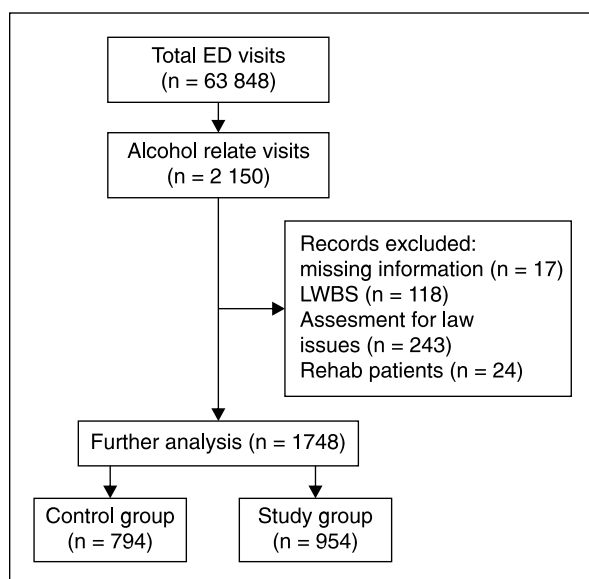 Total ED visits
(n = 63 848)
Alcohol relate visits
(n = 2 150)
Records excluded:
missing information (n = 17)
LWBS (n = 118)
Assesment for law
issues (n = 243)
Rehab patients (n = 24)
Further analysis (n = 1748)
Control group
(n = 794)
Study group
(n = 954)